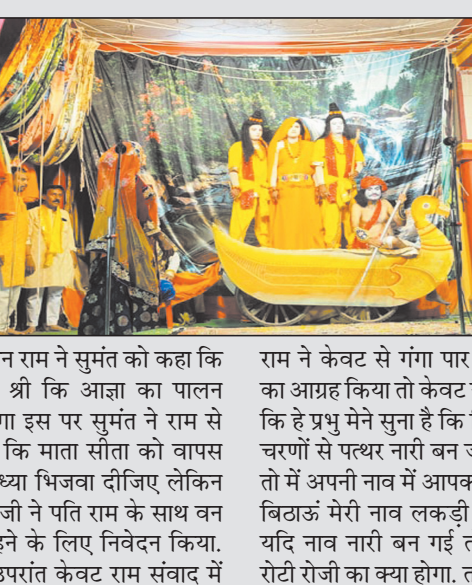 न राम ने सुमंत को कहा कि
श्री कि आज्ञा का पालन
गा इस पर सुमंत ने राम से
कि माता सीता को वापस
ध्या भिजवा दीजिए लेकिन
जी ने पति राम के साथ वन
हने के लिए निवेदन किया.
उपरांत केवट राम संवाद में
राम ने केवट से गंगा पार
का आग्रह किया तो केवट
कि हे प्रभु मेने सुना है कि
चरणों से पत्थर नारी बन
तो में अपनी नाव में आपक
बिठाऊं मेरी नाव लकड़ी
यदि नाव नारी बन गई त
रोटी रोजी का क्या होगा.